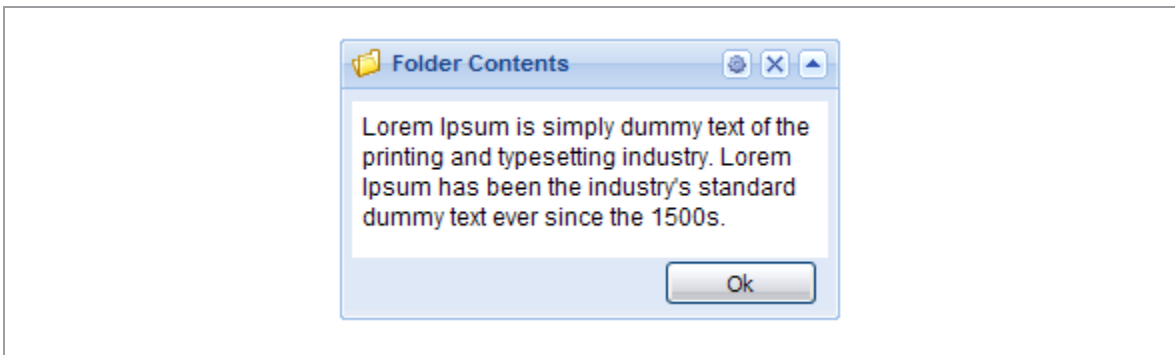 Folder Contents
Lorem Ipsum is simply dummy text of the
printing and typesetting industry. Lorem
Ipsum has been the industry's standard
dummy text ever since the 1500s.
Ok